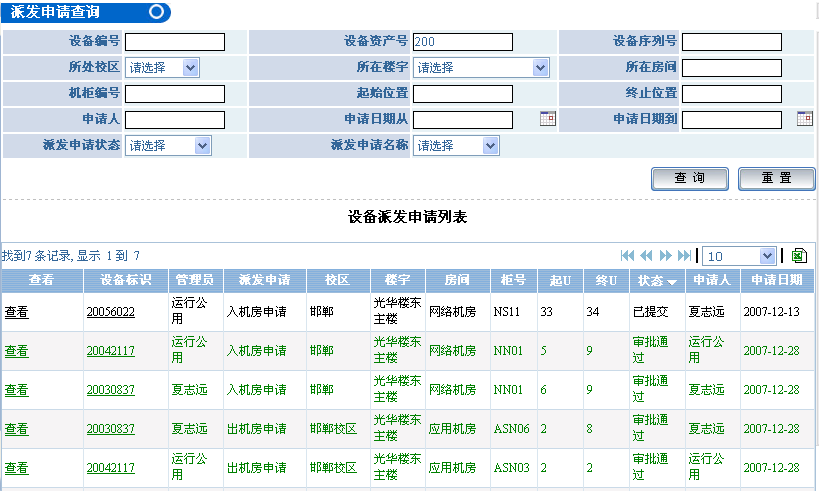 派发申请查询
设备编号 设备资产号 200 设备序列号
所处校区 请选择 所在楼宇 请选择 所在房间
机柜编号 起始位置 终止位置
申请人 申请日期从 申请日期到
派发申请状态 请选择 派发申请名称 请选择
查 询 重 置
设备派发申请列表
找到7 条记录, 显示 1 到 7 10
查看 设备标识 管理员 派发申请 校区 楼宇 房间 柜号 起U 终U 状态 申请人 申请日期
查看 20056022 运行公用 入机房申请 邯郸 光华楼东主楼 网络机房 NS11 33 34 已提交 夏志远 2007-12-13
查看 20042117 运行公用 入机房申请 邯郸 光华楼东主楼 网络机房 NN01 5 9 审批通过 运行公用 2007-12-28
查看 20030837 夏志远 入机房申请 邯郸 光华楼东主楼 网络机房 NN01 6 9 审批通过 夏志远 2007-12-28
查看 20030837 夏志远 出机房申请 邯郸校区 光华楼东主楼 应用机房 ASN06 2 8 审批通过 夏志远 2007-12-28
查看 20042117 运行公用 出机房申请 邯郸校区 光华楼东主楼 应用机房 ASN03 2 2 审批通过 运行公用 2007-12-28